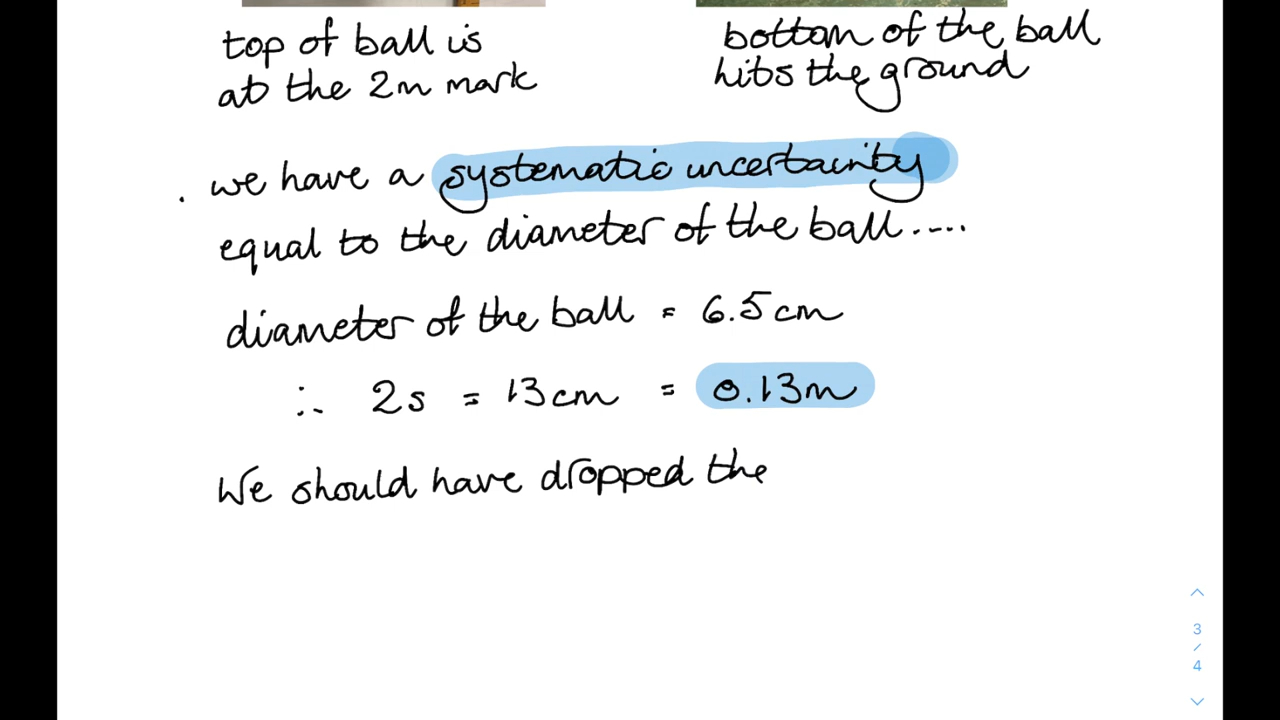 top of ball is
at the 2m mark
bottom of the ball
hits the ground
. we have a systematic uncertainity
equal to the diameter of the ball....
diameter of the ball = 6.5cm
∴ 2s = 13cm = 0.13m
We should have dropped the
3
/
4